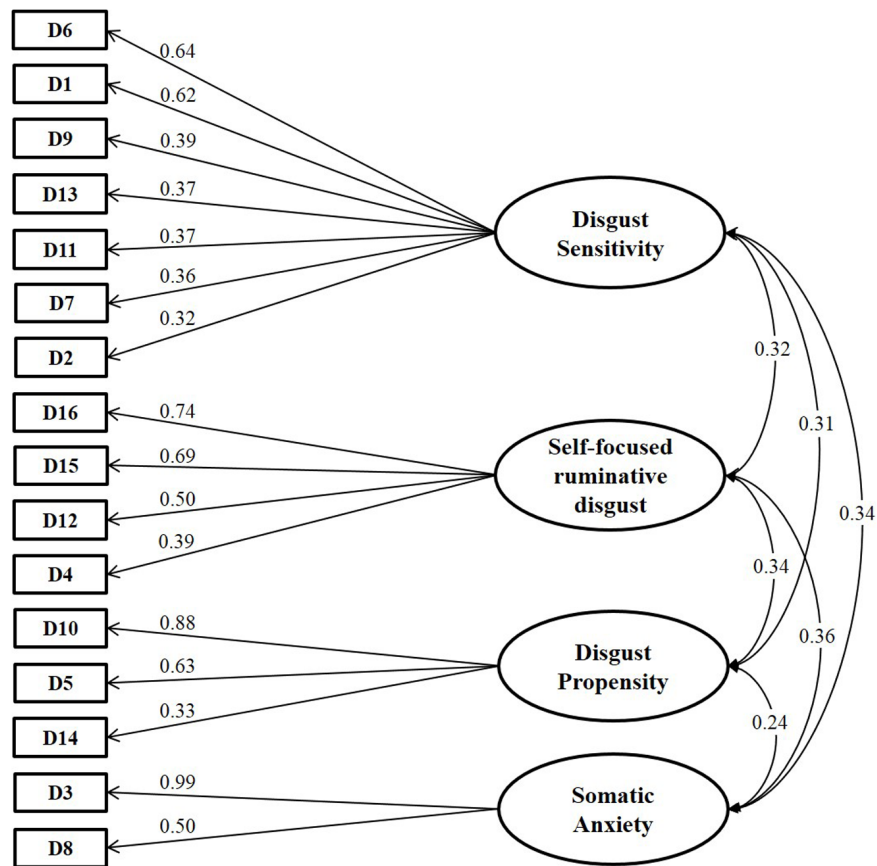 D6
0.64
D1
0.62
D9
0.39
D13
0.37
D11
0.37
D7
0.36
D2
0.32
Disgust
Sensitivity
D16
0.74
D15
0.69
D12
0.50
D4
0.39
Self-focused
ruminative
disgust
D10
0.88
D5
0.63
D14
0.33
Disgust
Propensity
D3
0.99
D8
0.50
Somatic
Anxiety
0.32
0.31
0.34
0.34
0.36
0.24